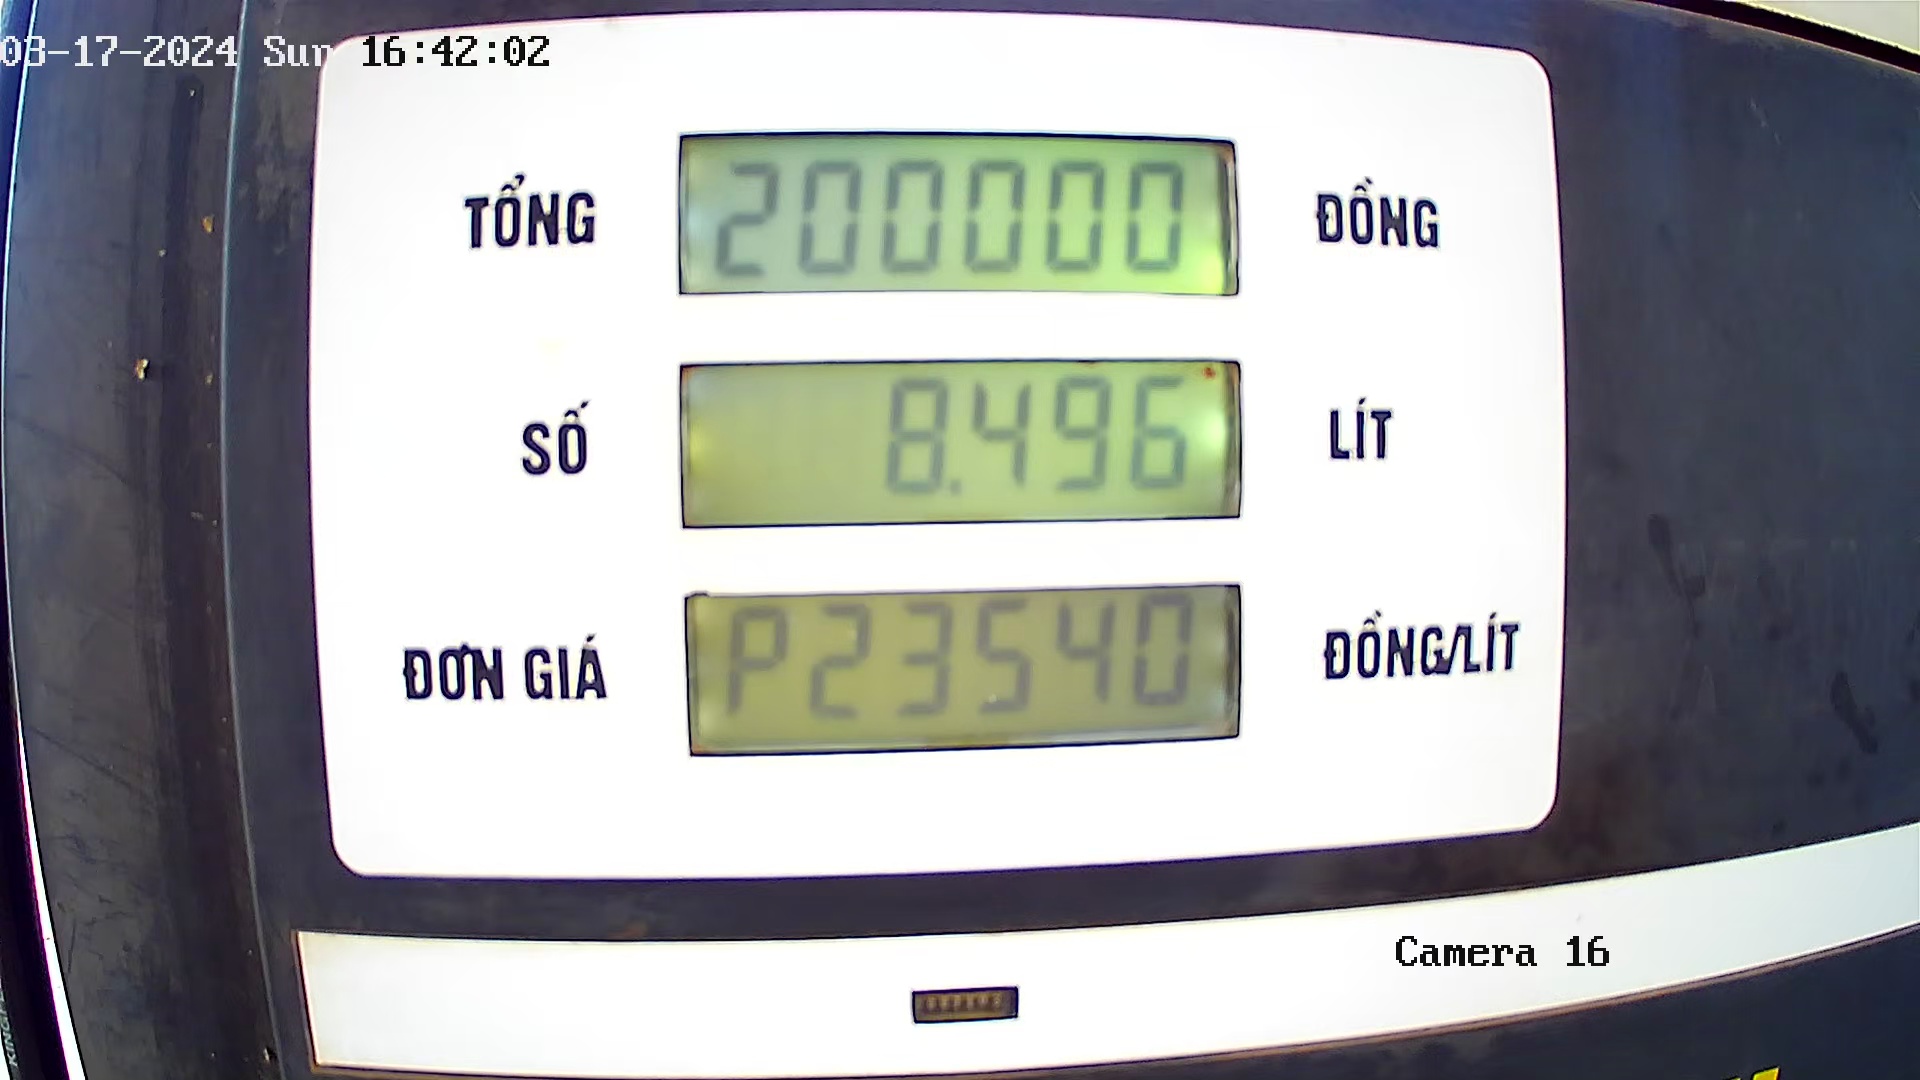 03-17-2024 Sun 16:42:02
TỔNG 200000 ĐỒNG
SỐ 8.496 LÍT
ĐƠN GIÁ P23540 ĐỒNG/LÍT
Camera 16